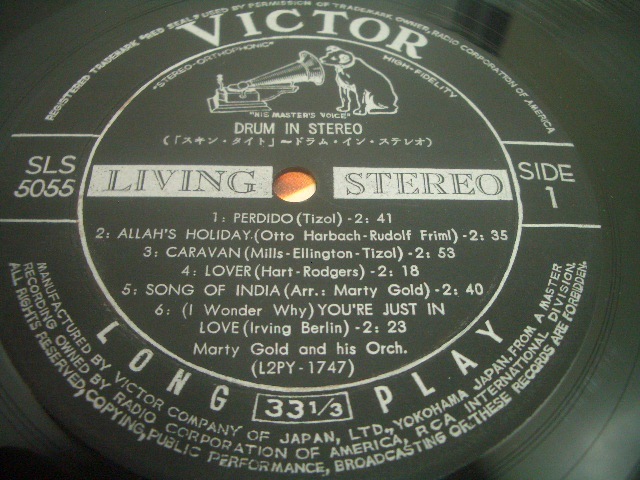 REGISTERED TRADEMARK "RED SEAL" USED BY PERMISSION OF TRADEMARK OWNER, RADIO CORPORATION OF AMERICA
VICTOR
"STEREO-ORTHOPHONIC" HIGH-FIDELITY
"HIS MASTER'S VOICE"
DRUM IN STEREO
(「スキン・タイト」~ドラム・イン・ステレオ)
SLS
5055
LIVING STEREO
SIDE
1
1: PERDIDO (Tizol) - 2: 41
2: ALLAH'S HOLIDAY (Otto Harbach-Rudolf Friml) - 2: 35
3: CARAVAN (Mills-Ellington-Tizol) - 2: 53
4: LOVER (Hart-Rodgers) - 2: 18
5: SONG OF INDIA (Arr.: Marty Gold) - 2: 40
6: (I Wonder Why) YOU'RE JUST IN
LOVE (Irving Berlin) - 2: 23
Marty Gold and his Orch.
(L2PY-1747)
LONG 33 1/3 PLAY
MANUFACTURED BY VICTOR COMPANY OF JAPAN, LTD., YOKOHAMA, JAPAN, FROM A MASTER
RECORDING OWNED BY RADIO CORPORATION OF AMERICA, RCA INTERNATIONAL DIVISION.
ALL RIGHTS RESERVED, COPYING, PUBLIC PERFORMANCE, BROADCASTING OR THESE RECORDS ARE FORBIDDEN.